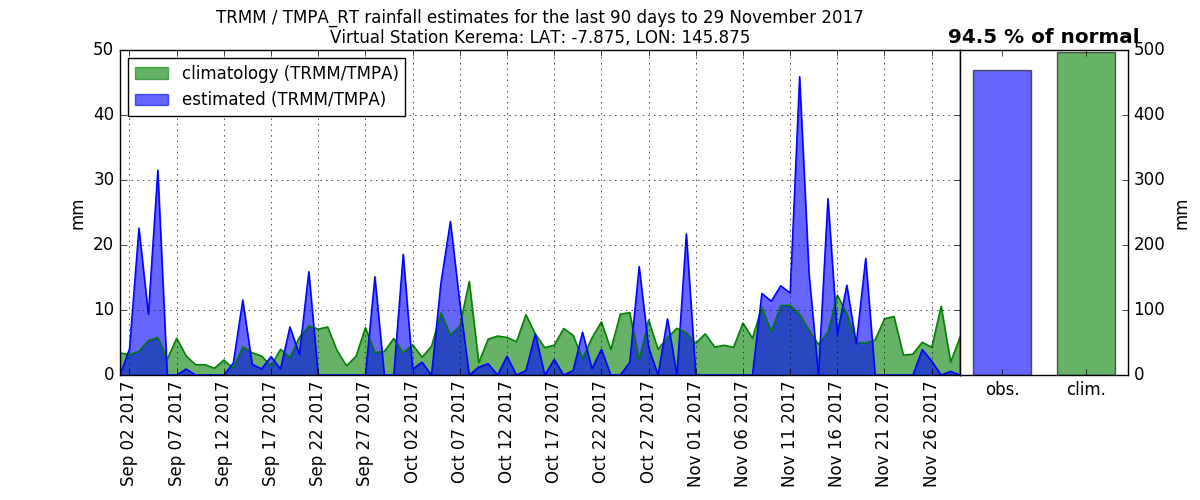 TRMM / TMPA_RT rainfall estimates for the last 90 days to 29 November 2017
Virtual Station Kerema: LAT: -7.875, LON: 145.875
94.5 % of normal
climatology (TRMM/TMPA)
estimated (TRMM/TMPA)
50
40
30
20
10
0
mm
500
400
300
200
100
0
mm
Sep 02 2017
Sep 07 2017
Sep 12 2017
Sep 17 2017
Sep 22 2017
Sep 27 2017
Oct 02 2017
Oct 07 2017
Oct 12 2017
Oct 17 2017
Oct 22 2017
Oct 27 2017
Nov 01 2017
Nov 06 2017
Nov 11 2017
Nov 16 2017
Nov 21 2017
Nov 26 2017
obs.
clim.